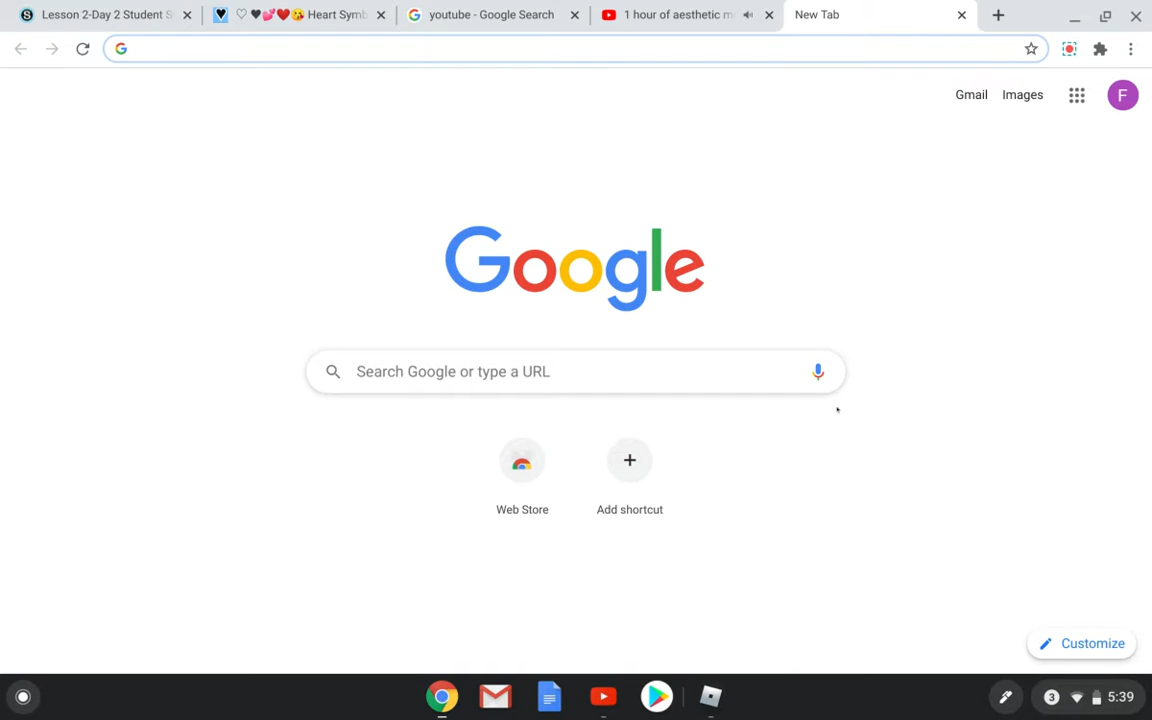 Lesson 2-Day 2 Student S
♡ 🖤💕❤️😘 Heart Symb
youtube - Google Search
1 hour of aesthetic m
New Tab
Gmail
Images
F
Google
Search Google or type a URL
Web Store
Add shortcut
Customize
3
5:39